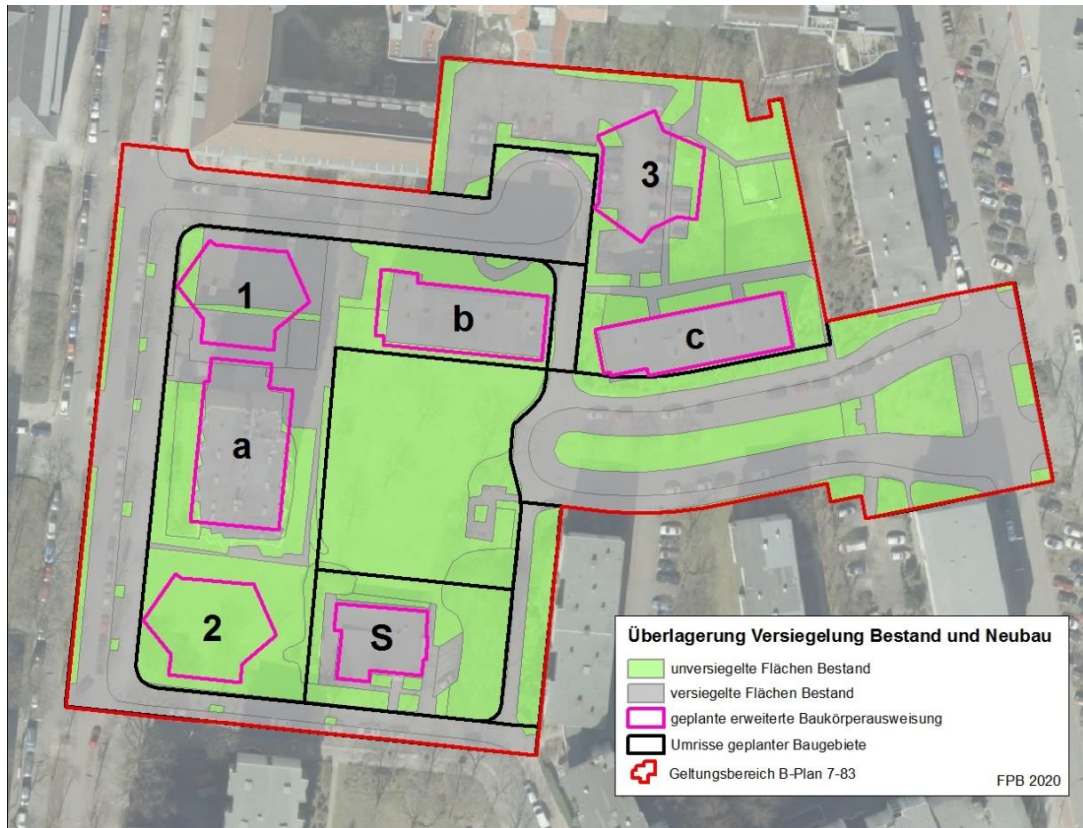 3
1
b
c
a
2
S
Überlagerung Versiegelung Bestand und Neubau
unversiegelte Flächen Bestand
versiegelte Flächen Bestand
geplante erweiterte Baukörperausweisung
Umrisse geplanter Baugebiete
Geltungsbereich B-Plan 7-83
FPB 2020